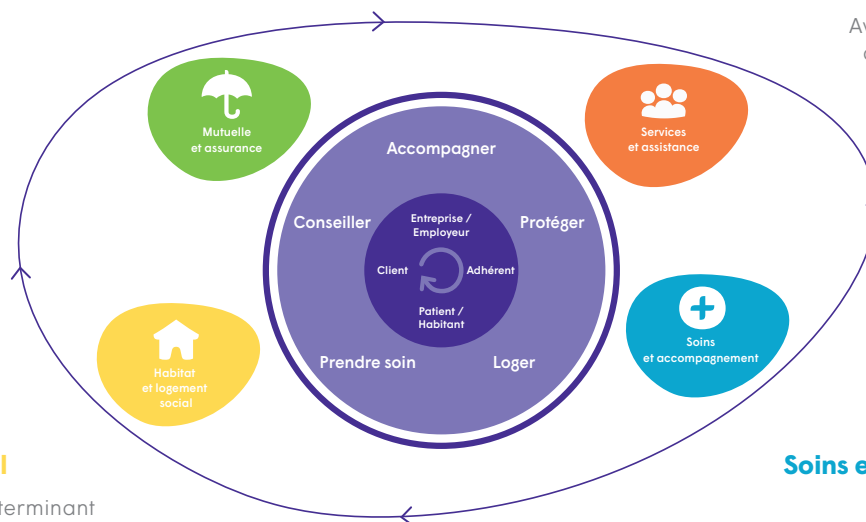 Mutuelle
et assurance
Services
et assistance
Accompagner
Conseiller
Protéger
Entreprise /
Employeur
Client
Adhérent
Patient /
Habitant
Prendre soin
Loger
Habitat
et logement
social
Soins
et accompagnement
Soins e